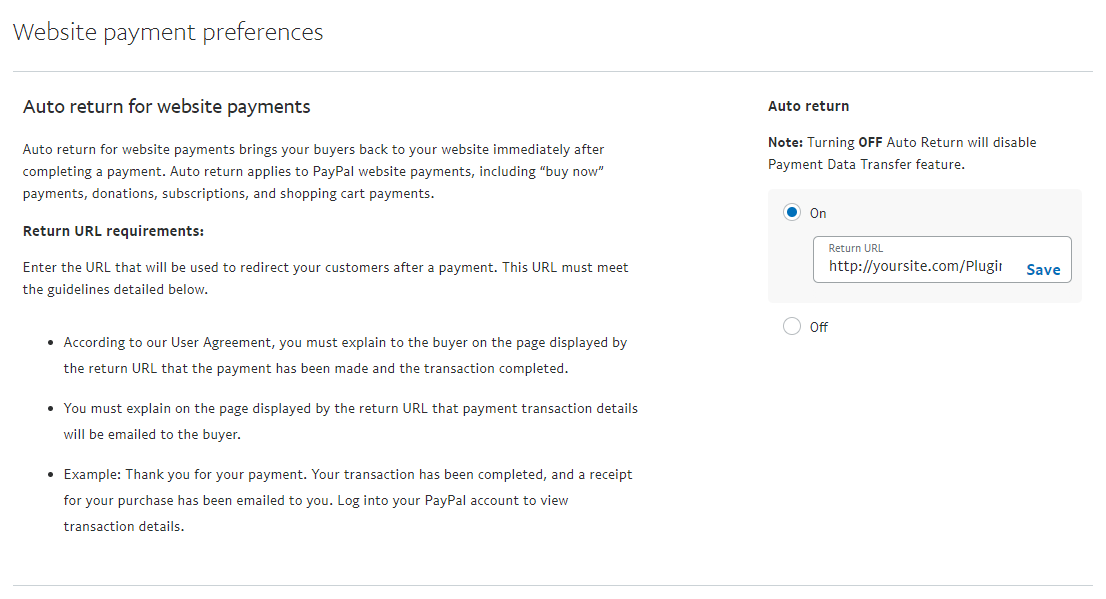 Website payment preferences
Auto return for website payments
Auto return for website payments brings your buyers back to your website immediately after
completing a payment. Auto return applies to PayPal website payments, including “buy now”
payments, donations, subscriptions, and shopping cart payments.
Return URL requirements:
Enter the URL that will be used to redirect your customers after a payment. This URL must meet
the guidelines detailed below.
• According to our User Agreement, you must explain to the buyer on the page displayed by
the return URL that the payment has been made and the transaction completed.
• You must explain on the page displayed by the return URL that payment transaction details
will be emailed to the buyer.
• Example: Thank you for your payment. Your transaction has been completed, and a receipt
for your purchase has been emailed to you. Log into your PayPal account to view
transaction details.
Auto return
Note: Turning OFF Auto Return will disable
Payment Data Transfer feature.
On
Return URL
http://yoursite.com/Plugin Save
Off